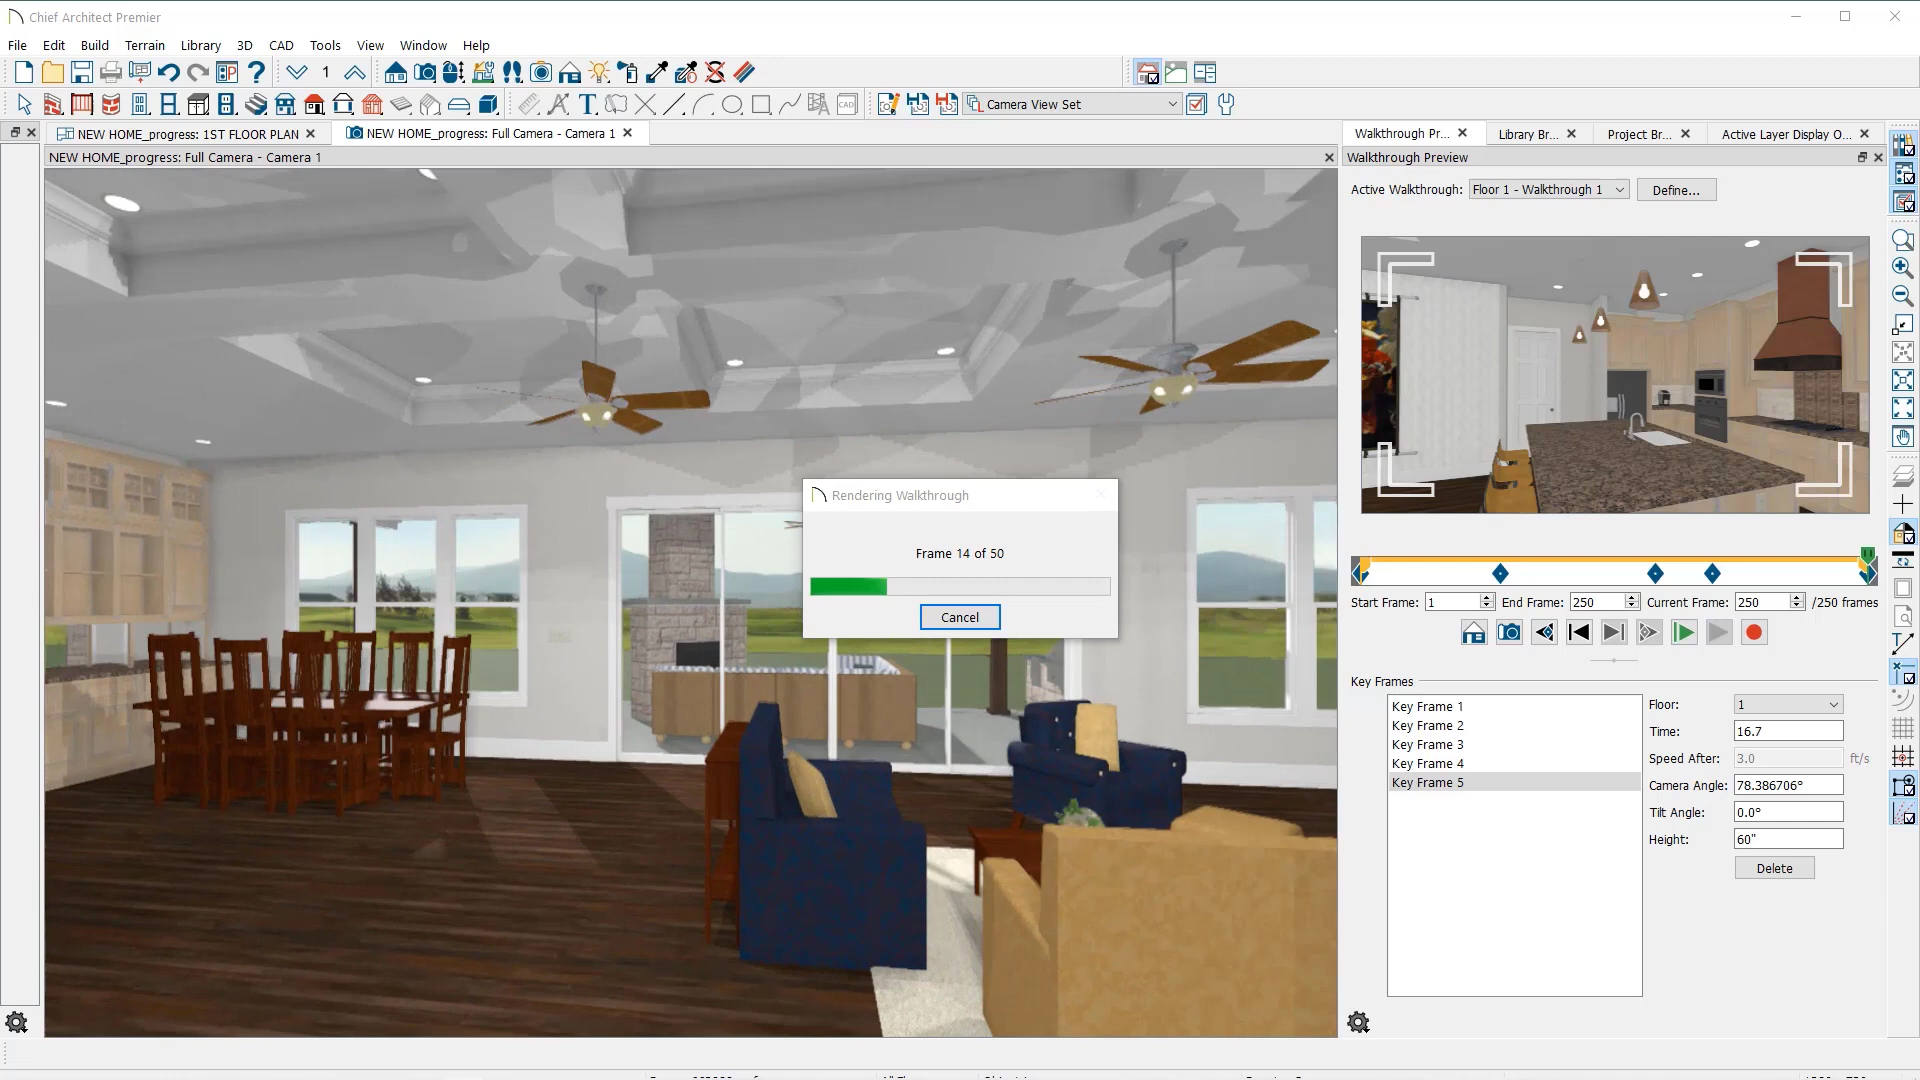 Chief Architect Premier
File Edit Build Terrain Library 3D CAD Tools View Window Help
1
CAD Camera View Set
NEW HOME_progress: 1ST FLOOR PLAN NEW HOME_progress: Full Camera - Camera 1
Walkthrough Pr... Library Br... Project Br... Active Layer Display O...
NEW HOME_progress: Full Camera - Camera 1
Walkthrough Preview
Active Walkthrough: Floor 1 - Walkthrough 1 Define...
Rendering Walkthrough
Frame 14 of 50
Cancel
Start Frame: 1 End Frame: 250 Current Frame: 250 /250 frames
Key Frames
Key Frame 1
Key Frame 2
Key Frame 3
Key Frame 4
Key Frame 5
Floor: 1
Time: 16.7
Speed After: 3.0 ft/s
Camera Angle: 78.386706°
Tilt Angle: 0.0°
Height: 60"
Delete